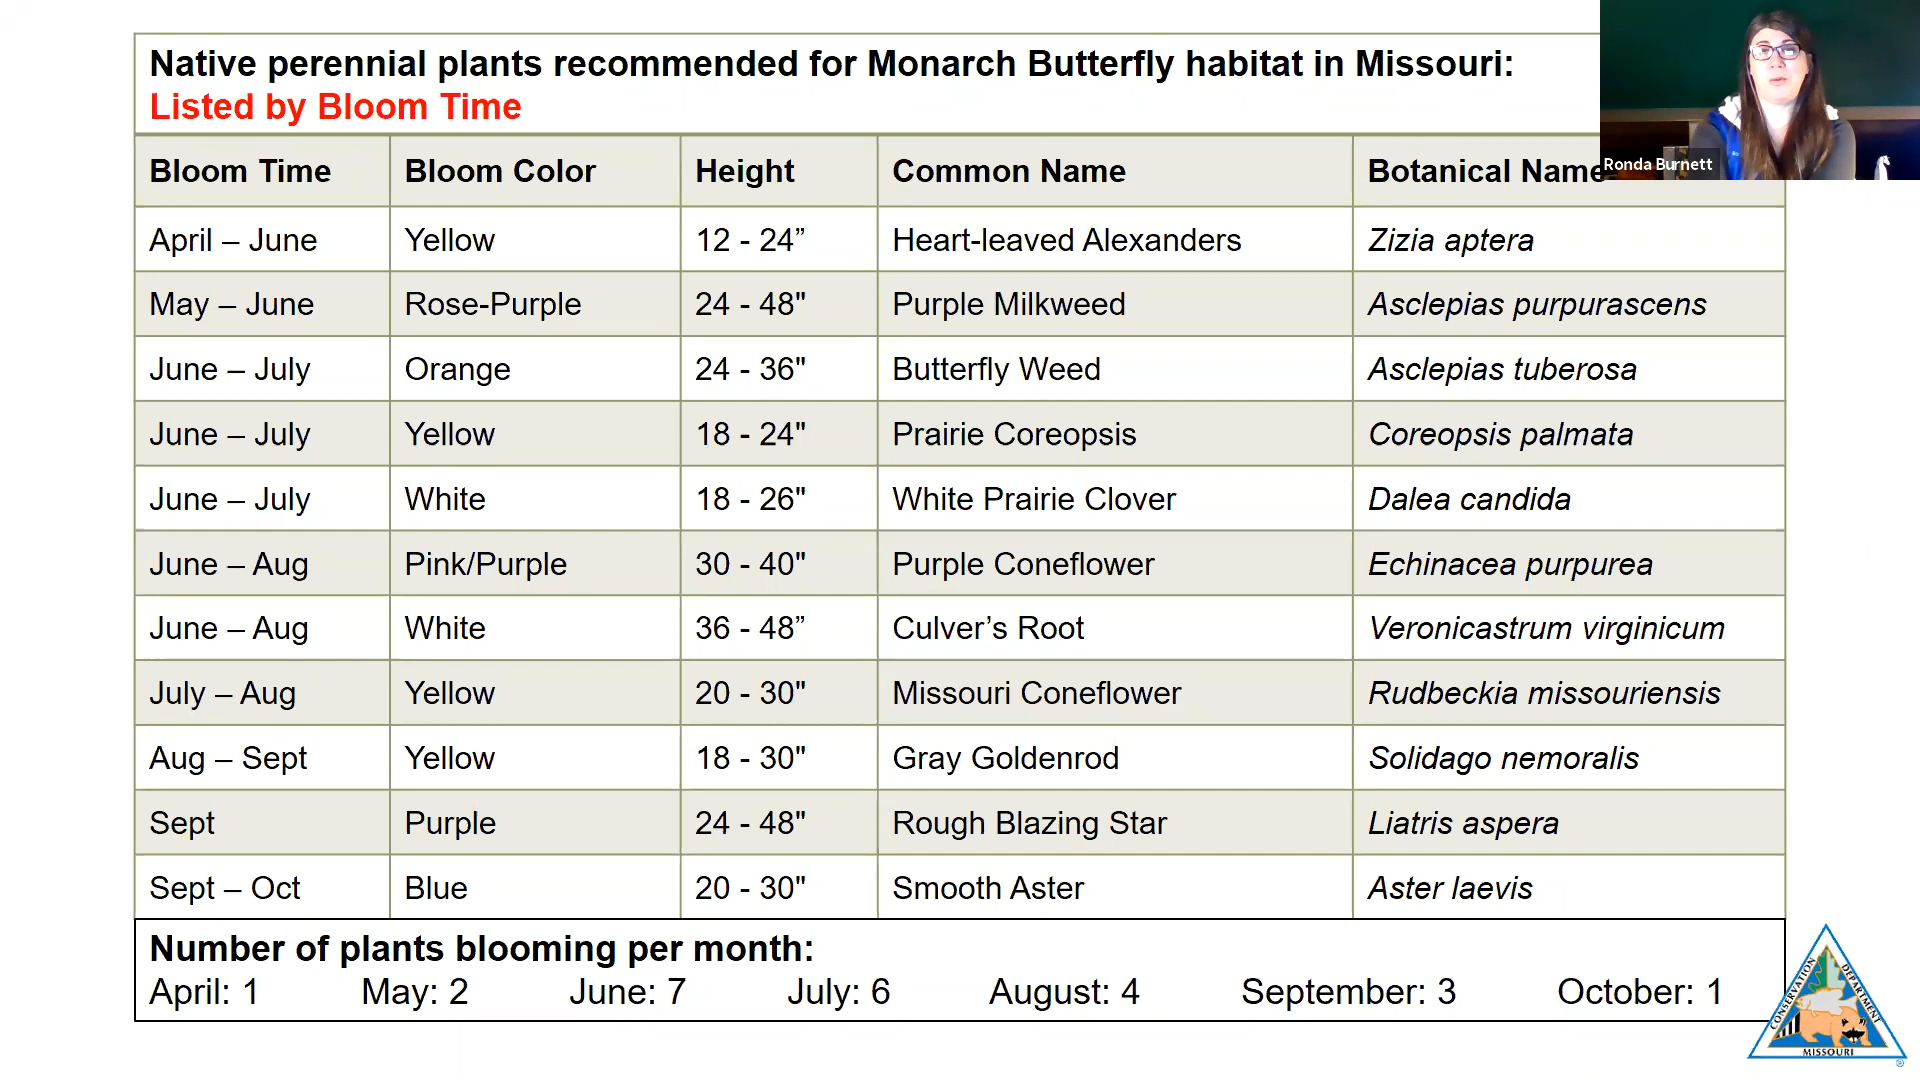 Native perennial plants recommended for Monarch Butterfly habitat in Missouri:
Listed by Bloom Time
Ronda Burnett
Bloom Time Bloom Color Height Common Name Botanical Name
April – June Yellow 12 - 24” Heart-leaved Alexanders Zizia aptera
May – June Rose-Purple 24 - 48" Purple Milkweed Asclepias purpurascens
June – July Orange 24 - 36" Butterfly Weed Asclepias tuberosa
June – July Yellow 18 - 24" Prairie Coreopsis Coreopsis palmata
June – July White 18 - 26" White Prairie Clover Dalea candida
June – Aug Pink/Purple 30 - 40" Purple Coneflower Echinacea purpurea
June – Aug White 36 - 48” Culver’s Root Veronicastrum virginicum
July – Aug Yellow 20 - 30" Missouri Coneflower Rudbeckia missouriensis
Aug – Sept Yellow 18 - 30" Gray Goldenrod Solidago nemoralis
Sept Purple 24 - 48" Rough Blazing Star Liatris aspera
Sept – Oct Blue 20 - 30" Smooth Aster Aster laevis
Number of plants blooming per month:
April: 1 May: 2 June: 7 July: 6 August: 4 September: 3 October: 1
CONSERVATION DEPARTMENT
MISSOURI
®